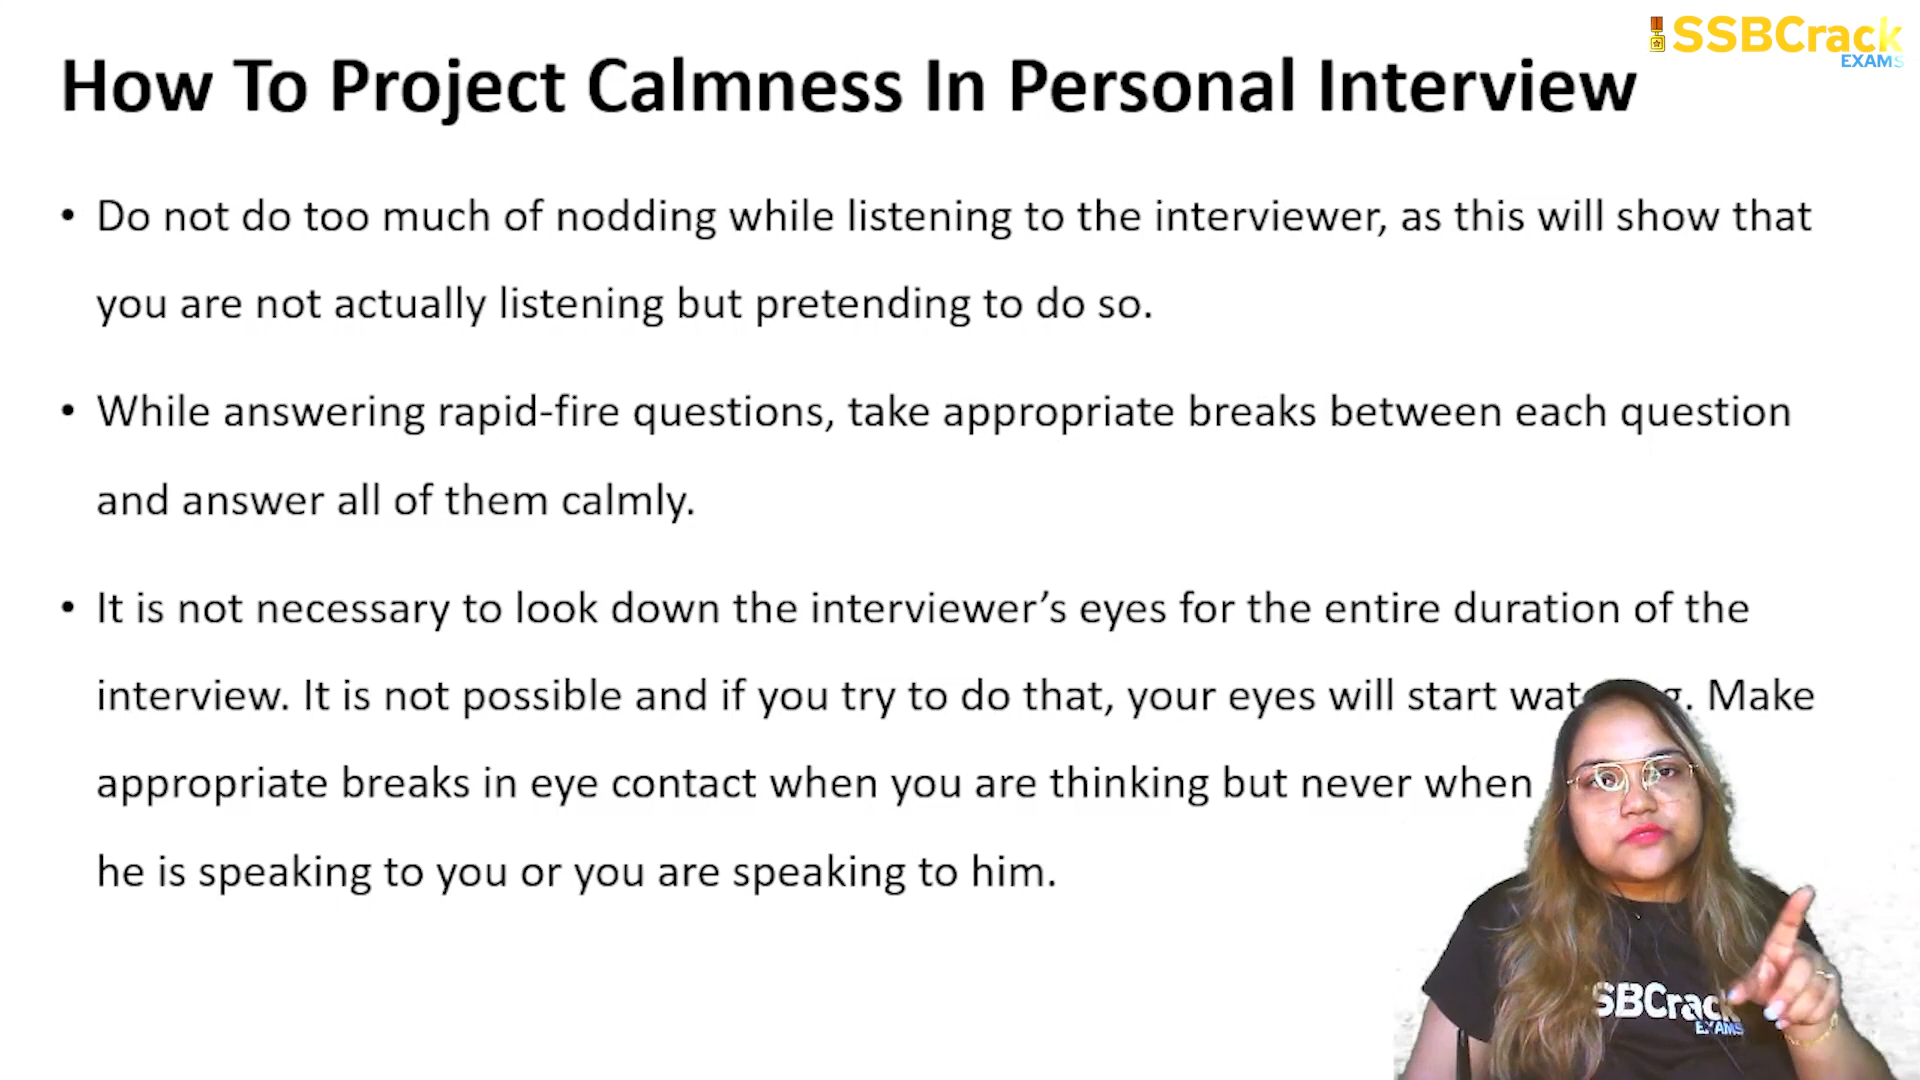 SSBCrack
EXAMS
How To Project Calmness In Personal Interview
• Do not do too much of nodding while listening to the interviewer, as this will show that
you are not actually listening but pretending to do so.
• While answering rapid-fire questions, take appropriate breaks between each question
and answer all of them calmly.
• It is not necessary to look down the interviewer’s eyes for the entire duration of the
interview. It is not possible and if you try to do that, your eyes will start Make
appropriate breaks in eye contact when you are thinking but never when
he is speaking to you or you are speaking to him.
SBCrack
EXAMS